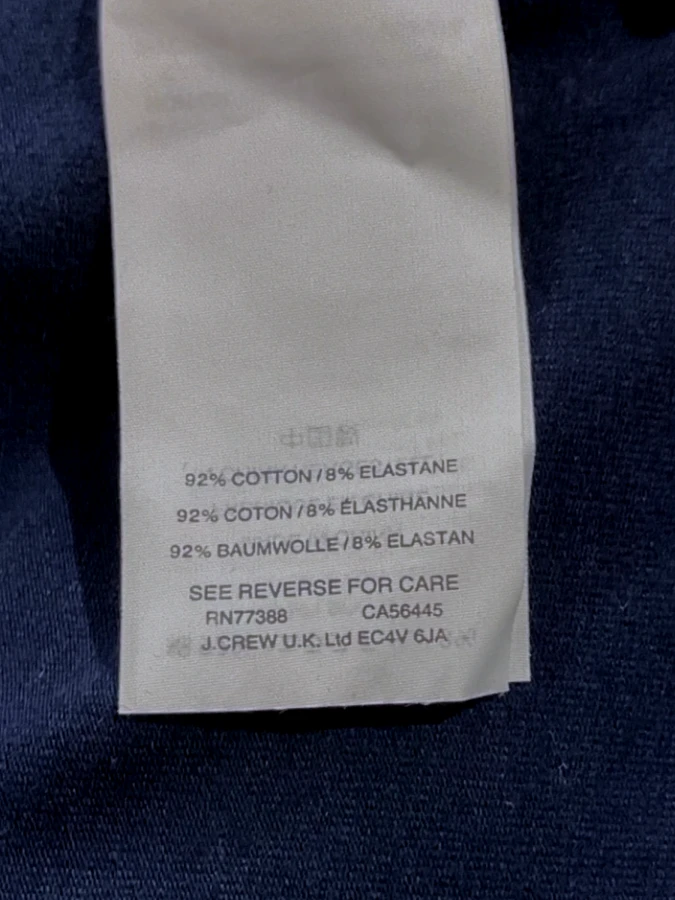 92% COTTON / 8% ELASTANE
92% COTON / 8% ÉLASTHANNE
92% BAUMWOLLE / 8% ELASTAN
SEE REVERSE FOR CARE
RN77388 CA56445
J.CREW U.K. Ltd EC4V 6JA